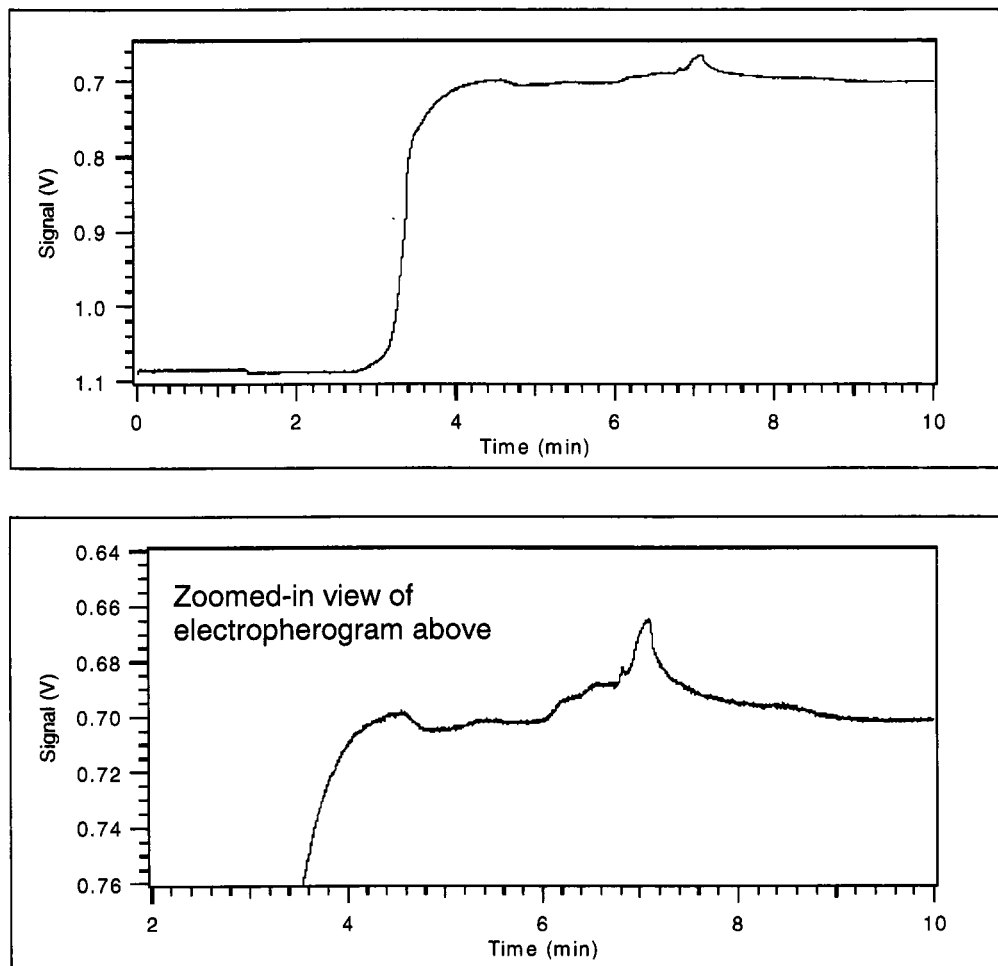 Signal (V)
0.7
0.8
0.9
1.0
1.1
0 2 4 6 8 10
Time (min)
Signal (V)
0.64
0.66
0.68
0.70
0.72
0.74
0.76
Zoomed-in view of
electropherogram above
2 4 6 8 10
Time (min)